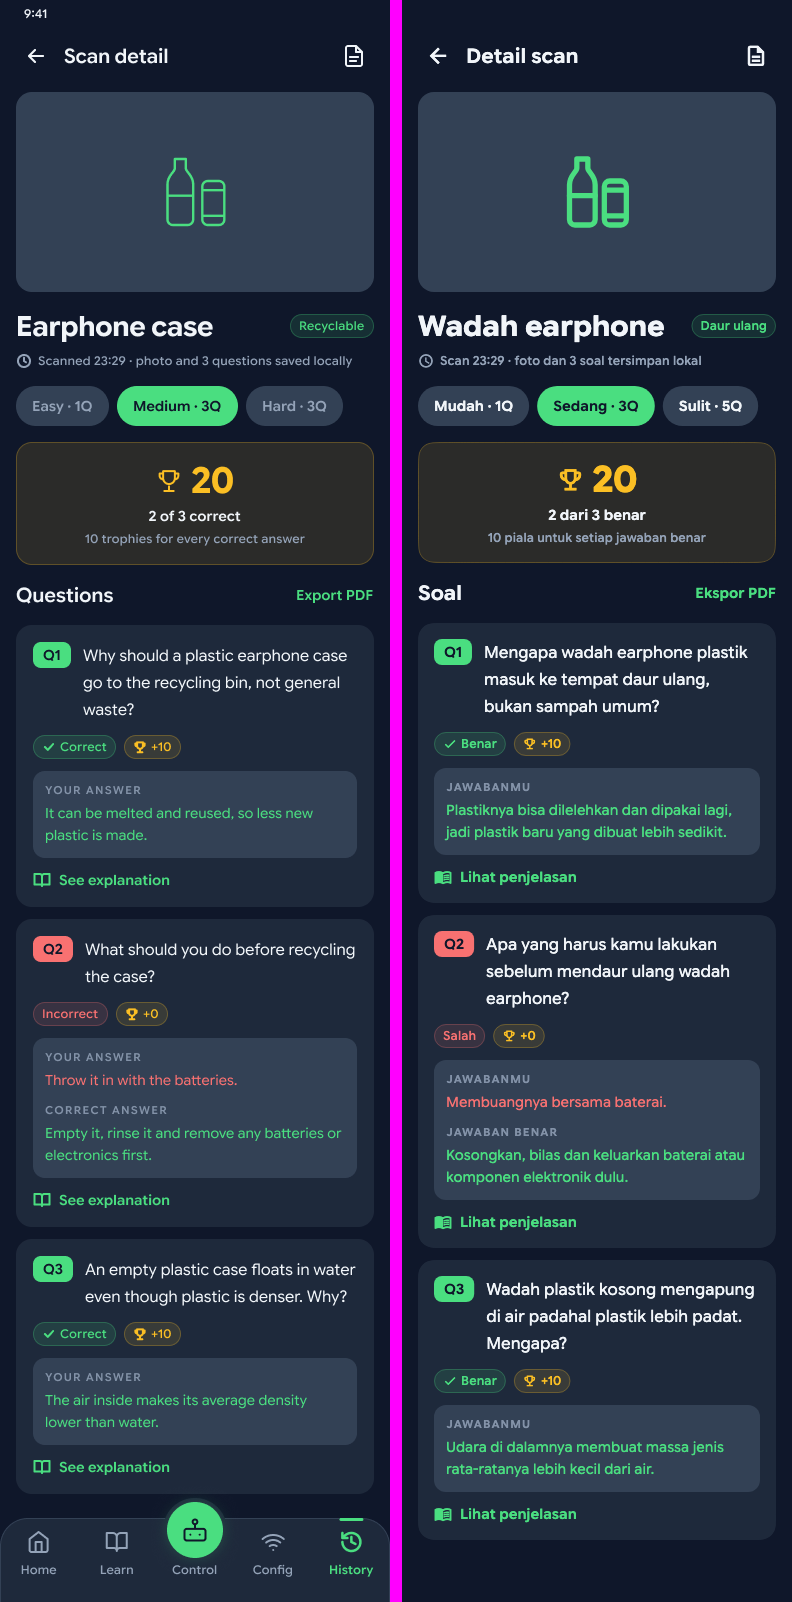 9:41
Scan detail
Earphone case
Recyclable
Scanned 23:29 · photo and 3 questions saved locally
Easy · 1Q
Medium · 3Q
Hard · 3Q
20
2 of 3 correct
10 trophies for every correct answer
Questions
Export PDF
Q1
Why should a plastic earphone case
go to the recycling bin, not general
waste?
Correct
+10
YOUR ANSWER
It can be melted and reused, so less new
plastic is made.
See explanation
Q2
What should you do before recycling
the case?
Incorrect
+0
YOUR ANSWER
Throw it in with the batteries.
CORRECT ANSWER
Empty it, rinse it and remove any batteries or
electronics first.
See explanation
Q3
An empty plastic case floats in water
even though plastic is denser. Why?
Correct
+10
YOUR ANSWER
The air inside makes its average density
lower than water.
See explanation
Home
Learn
Control
Config
History
Detail scan
Wadah earphone
Daur ulang
Scan 23:29 · foto dan 3 soal tersimpan lokal
Mudah · 1Q
Sedang · 3Q
Sulit · 5Q
20
2 dari 3 benar
10 piala untuk setiap jawaban benar
Soal
Ekspor PDF
Q1
Mengapa wadah earphone plastik
masuk ke tempat daur ulang,
bukan sampah umum?
Benar
+10
JAWABANMU
Plastiknya bisa dilelehkan dan dipakai lagi,
jadi plastik baru yang dibuat lebih sedikit.
Lihat penjelasan
Q2
Apa yang harus kamu lakukan
sebelum mendaur ulang wadah
earphone?
Salah
+0
JAWABANMU
Membuangnya bersama baterai.
JAWABAN BENAR
Kosongkan, bilas dan keluarkan baterai atau
komponen elektronik dulu.
Lihat penjelasan
Q3
Wadah plastik kosong mengapung
di air padahal plastik lebih padat.
Mengapa?
Benar
+10
JAWABANMU
Udara di dalamnya membuat massa jenis
rata-ratanya lebih kecil dari air.
Lihat penjelasan